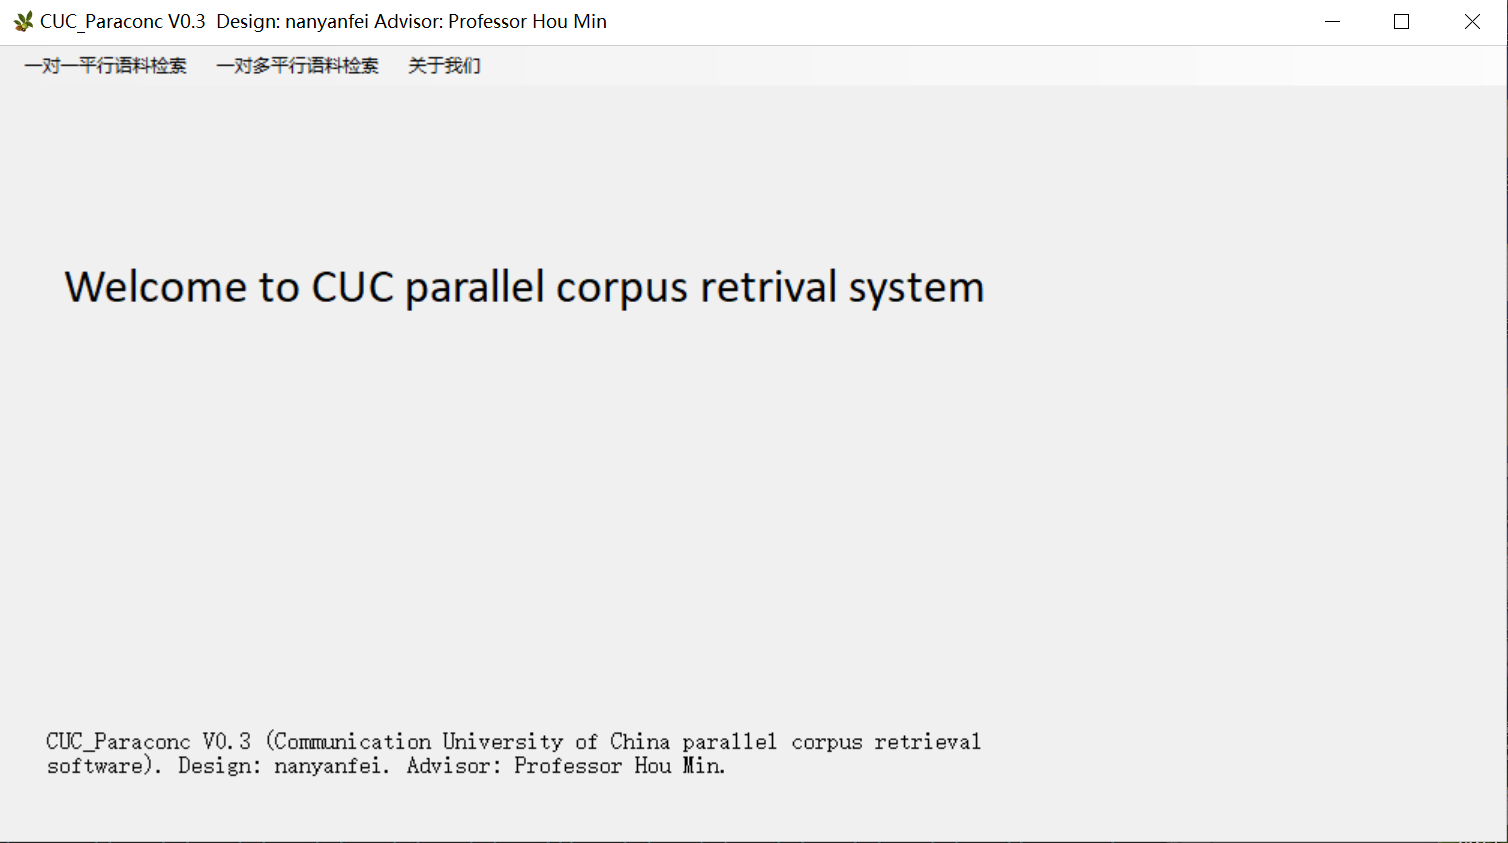 CUC_Paraconc V0.3  Design: nanyanfei Advisor: Professor Hou Min
一对一平行语料检索 一对多平行语料检索 关于我们
Welcome to CUC parallel corpus retrival system
CUC_Paraconc V0.3 (Communication University of China parallel corpus retrieval
software). Design: nanyanfei. Advisor: Professor Hou Min.